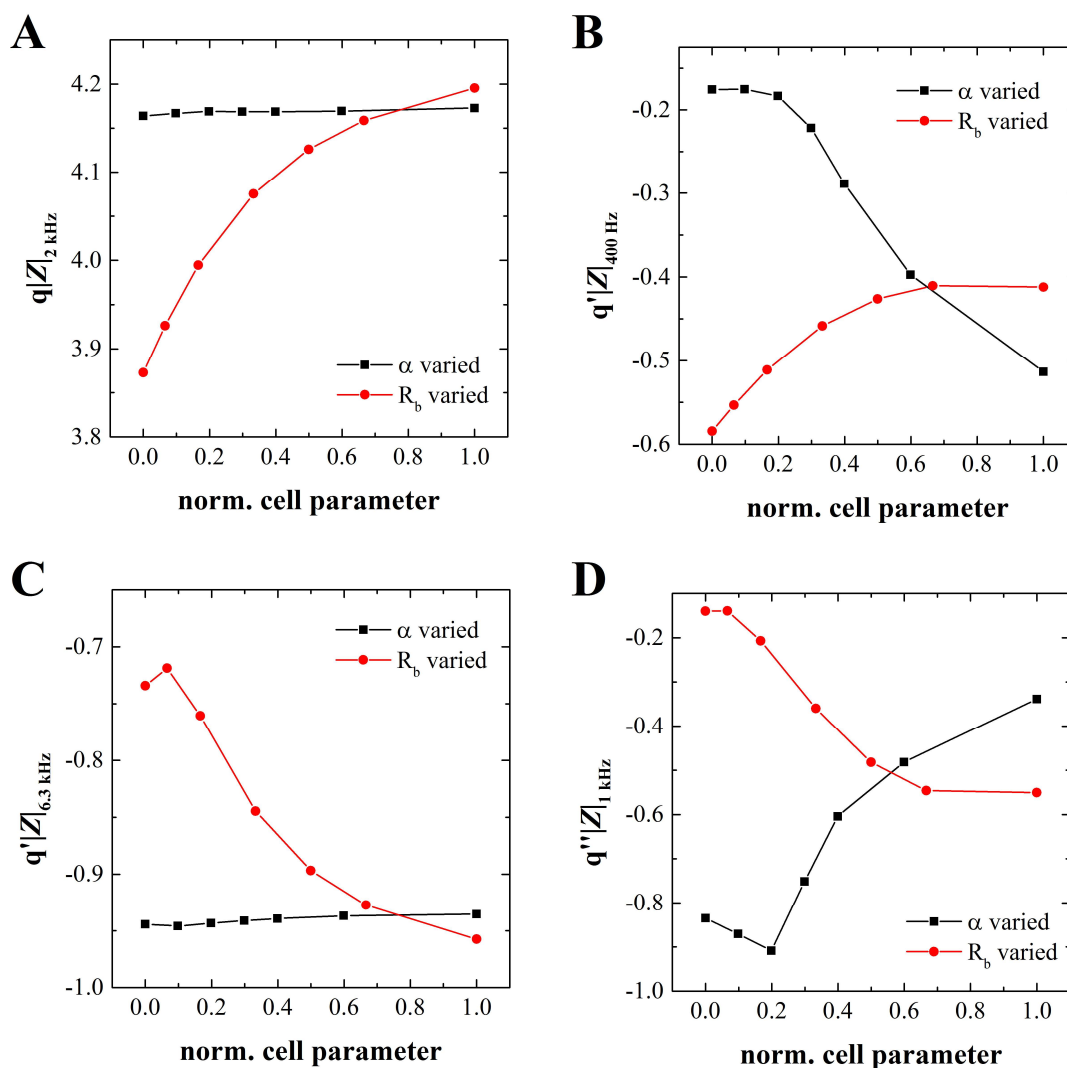 A
q|Z|2 kHz
4.2
4.1
4.0
3.9
3.8
α varied
Rb varied
0.0 0.2 0.4 0.6 0.8 1.0
norm. cell parameter
B
q'|Z|400 Hz
-0.2
-0.3
-0.4
-0.5
-0.6
α varied
Rb varied
0.0 0.2 0.4 0.6 0.8 1.0
norm. cell parameter
C
q'|Z|6.3 kHz
-0.7
-0.8
-0.9
-1.0
α varied
Rb varied
0.0 0.2 0.4 0.6 0.8 1.0
norm. cell parameter
D
q''|Z|1 kHz
-0.2
-0.4
-0.6
-0.8
-1.0
α varied
Rb varied
0.0 0.2 0.4 0.6 0.8 1.0
norm. cell parameter